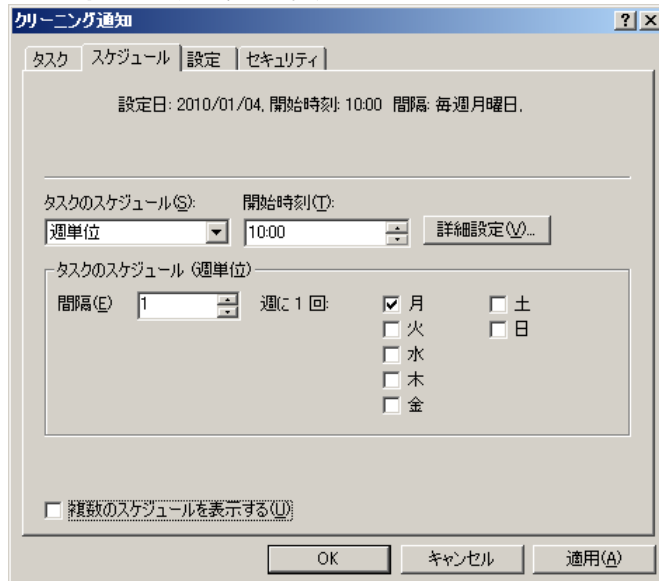 クリーニング通知
タスク スケジュール 設定 セキュリティ
設定日: 2010/01/04, 開始時刻: 10:00 間隔: 毎週月曜日,
タスクのスケジュール(S): 開始時刻(T):
週単位 10:00 詳細設定(V)...
タスクのスケジュール (週単位)
間隔(E) 1 週に 1 回: 月 土
火 日
水
木
金
複数のスケジュールを表示する(U)
OK キャンセル 適用(A)